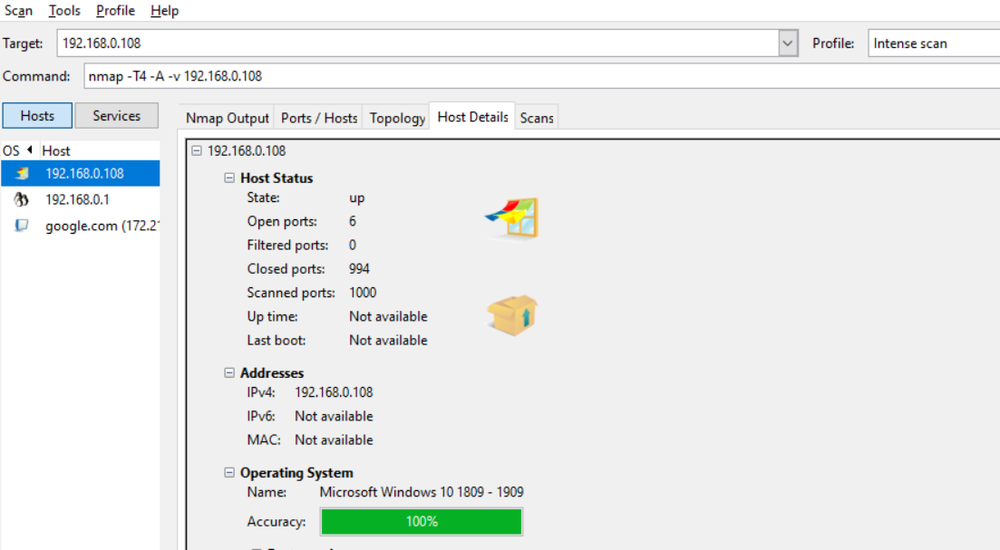 Scan Tools Profile Help
Target: 192.168.0.108 Profile: Intense scan
Command: nmap -T4 -A -v 192.168.0.108
Hosts Services
Nmap Output Ports / Hosts Topology Host Details Scans
OS Host
192.168.0.108
192.168.0.1
google.com (172.21
192.168.0.108
Host Status
State: up
Open ports: 6
Filtered ports: 0
Closed ports: 994
Scanned ports: 1000
Up time: Not available
Last boot: Not available
Addresses
IPv4: 192.168.0.108
IPv6: Not available
MAC: Not available
Operating System
Name: Microsoft Windows 10 1809 - 1909
Accuracy: 100%